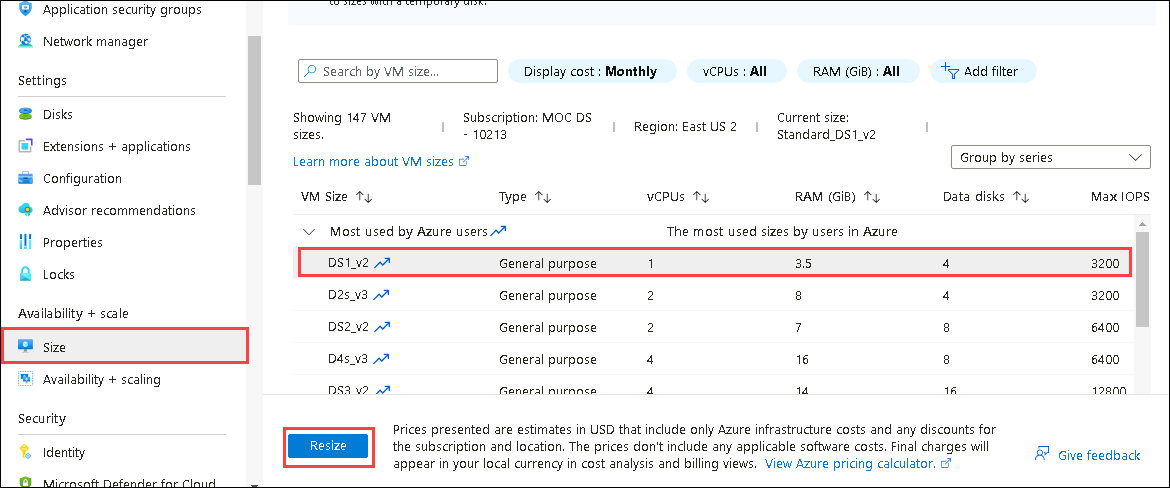 Application security groups
Network manager
Settings
Disks
Extensions + applications
Configuration
Advisor recommendations
Properties
Locks
Availability + scale
Size
Availability + scaling
Security
Identity
Microsoft Defender for Cloud
to sizes with a temporary disk.
Search by VM size...
Display cost : Monthly
vCPUs : All
RAM (GiB) : All
Add filter
Showing 147 VM
sizes.
Subscription: MOC DS
- 10213
Region: East US 2
Current size:
Standard_DS1_v2
Learn more about VM sizes
Group by series
VM Size Type vCPUs RAM (GiB) Data disks Max IOPS
Most used by Azure users The most used sizes by users in Azure
DS1_v2 General purpose 1 3.5 4 3200
D2s_v3 General purpose 2 8 4 3200
DS2_v2 General purpose 2 7 8 6400
D4s_v3 General purpose 4 16 8 6400
DS3_v2 General purpose 4 14 16 12800
Resize
Prices presented are estimates in USD that include only Azure infrastructure costs and any discounts for
the subscription and location. The prices don't include any applicable software costs. Final charges will
appear in your local currency in cost analysis and billing views. View Azure pricing calculator.
Give feedback